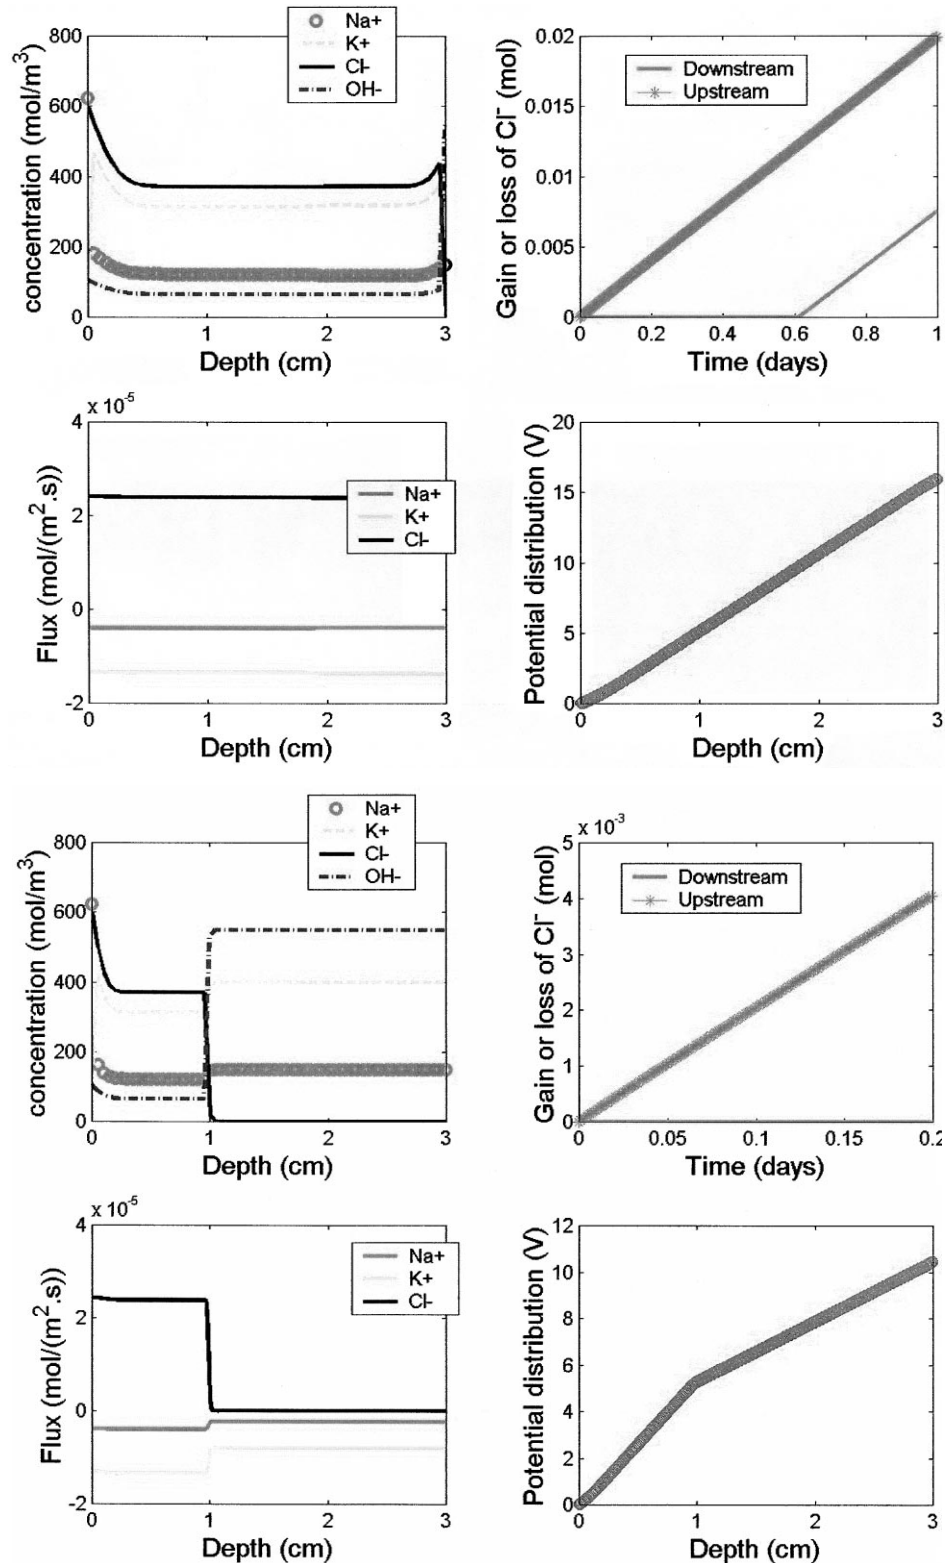 Na+
K+
Cl-
OH-
concentration (mol/m³)
800
600
400
200
0
0 1 2 3
Depth (cm)
Downstream
Upstream
Gain or loss of Cl⁻ (mol)
0.02
0.015
0.01
0.005
0
0.2 0.4 0.6 0.8 1
Time (days)
x 10⁻⁵
Na+
K+
Cl-
Flux (mol/(m².s))
4
2
0
-2
0 1 2 3
Depth (cm)
Potential distribution (V)
20
15
10
5
0
0 1 2 3
Depth (cm)
Na+
K+
Cl-
OH-
concentration (mol/m³)
800
600
400
200
0
0 1 2 3
Depth (cm)
x 10⁻³
Downstream
Upstream
Gain or loss of Cl⁻ (mol)
5
4
3
2
1
0
0 0.05 0.1 0.15 0.2
Time (days)
x 10⁻⁵
Na+
K+
Cl-
Flux (mol/(m².s))
4
2
0
-2
0 1 2 3
Depth (cm)
Potential distribution (V)
12
10
8
6
4
2
0
0 1 2 3
Depth (cm)